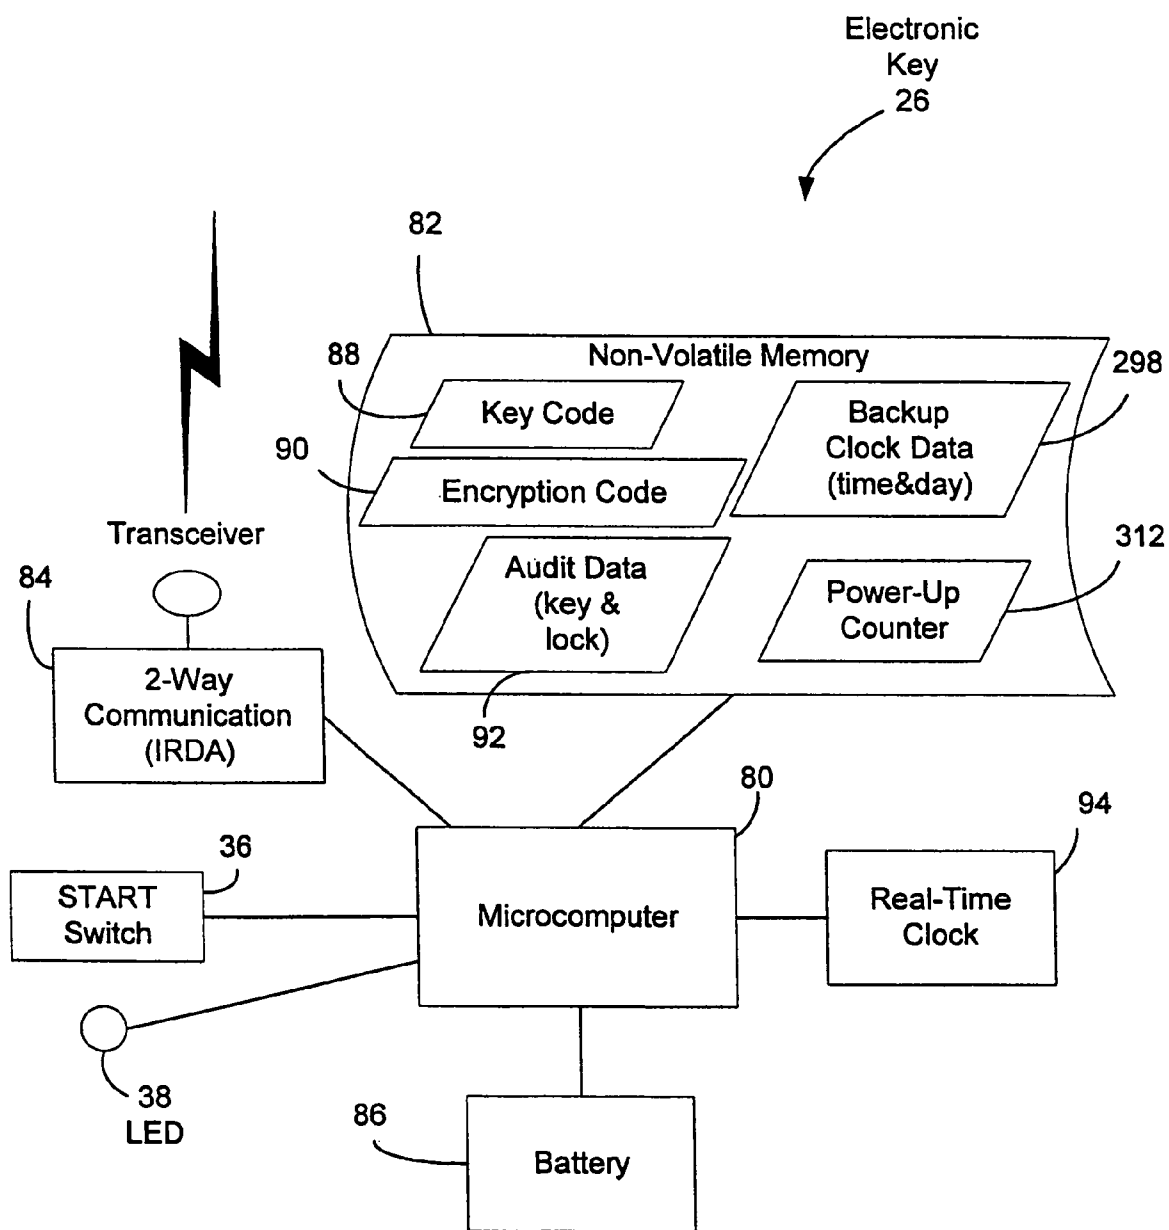 Electronic
Key
26
82
Non-Volatile Memory
88
Key Code
298
Backup
Clock Data
(time&day)
90
Encryption Code
Transceiver
312
Audit Data
(key &
lock)
Power-Up
Counter
84
2-Way
Communication
(IRDA)
92
80
94
36
START
Switch
Microcomputer
Real-Time
Clock
38
LED
86
Battery